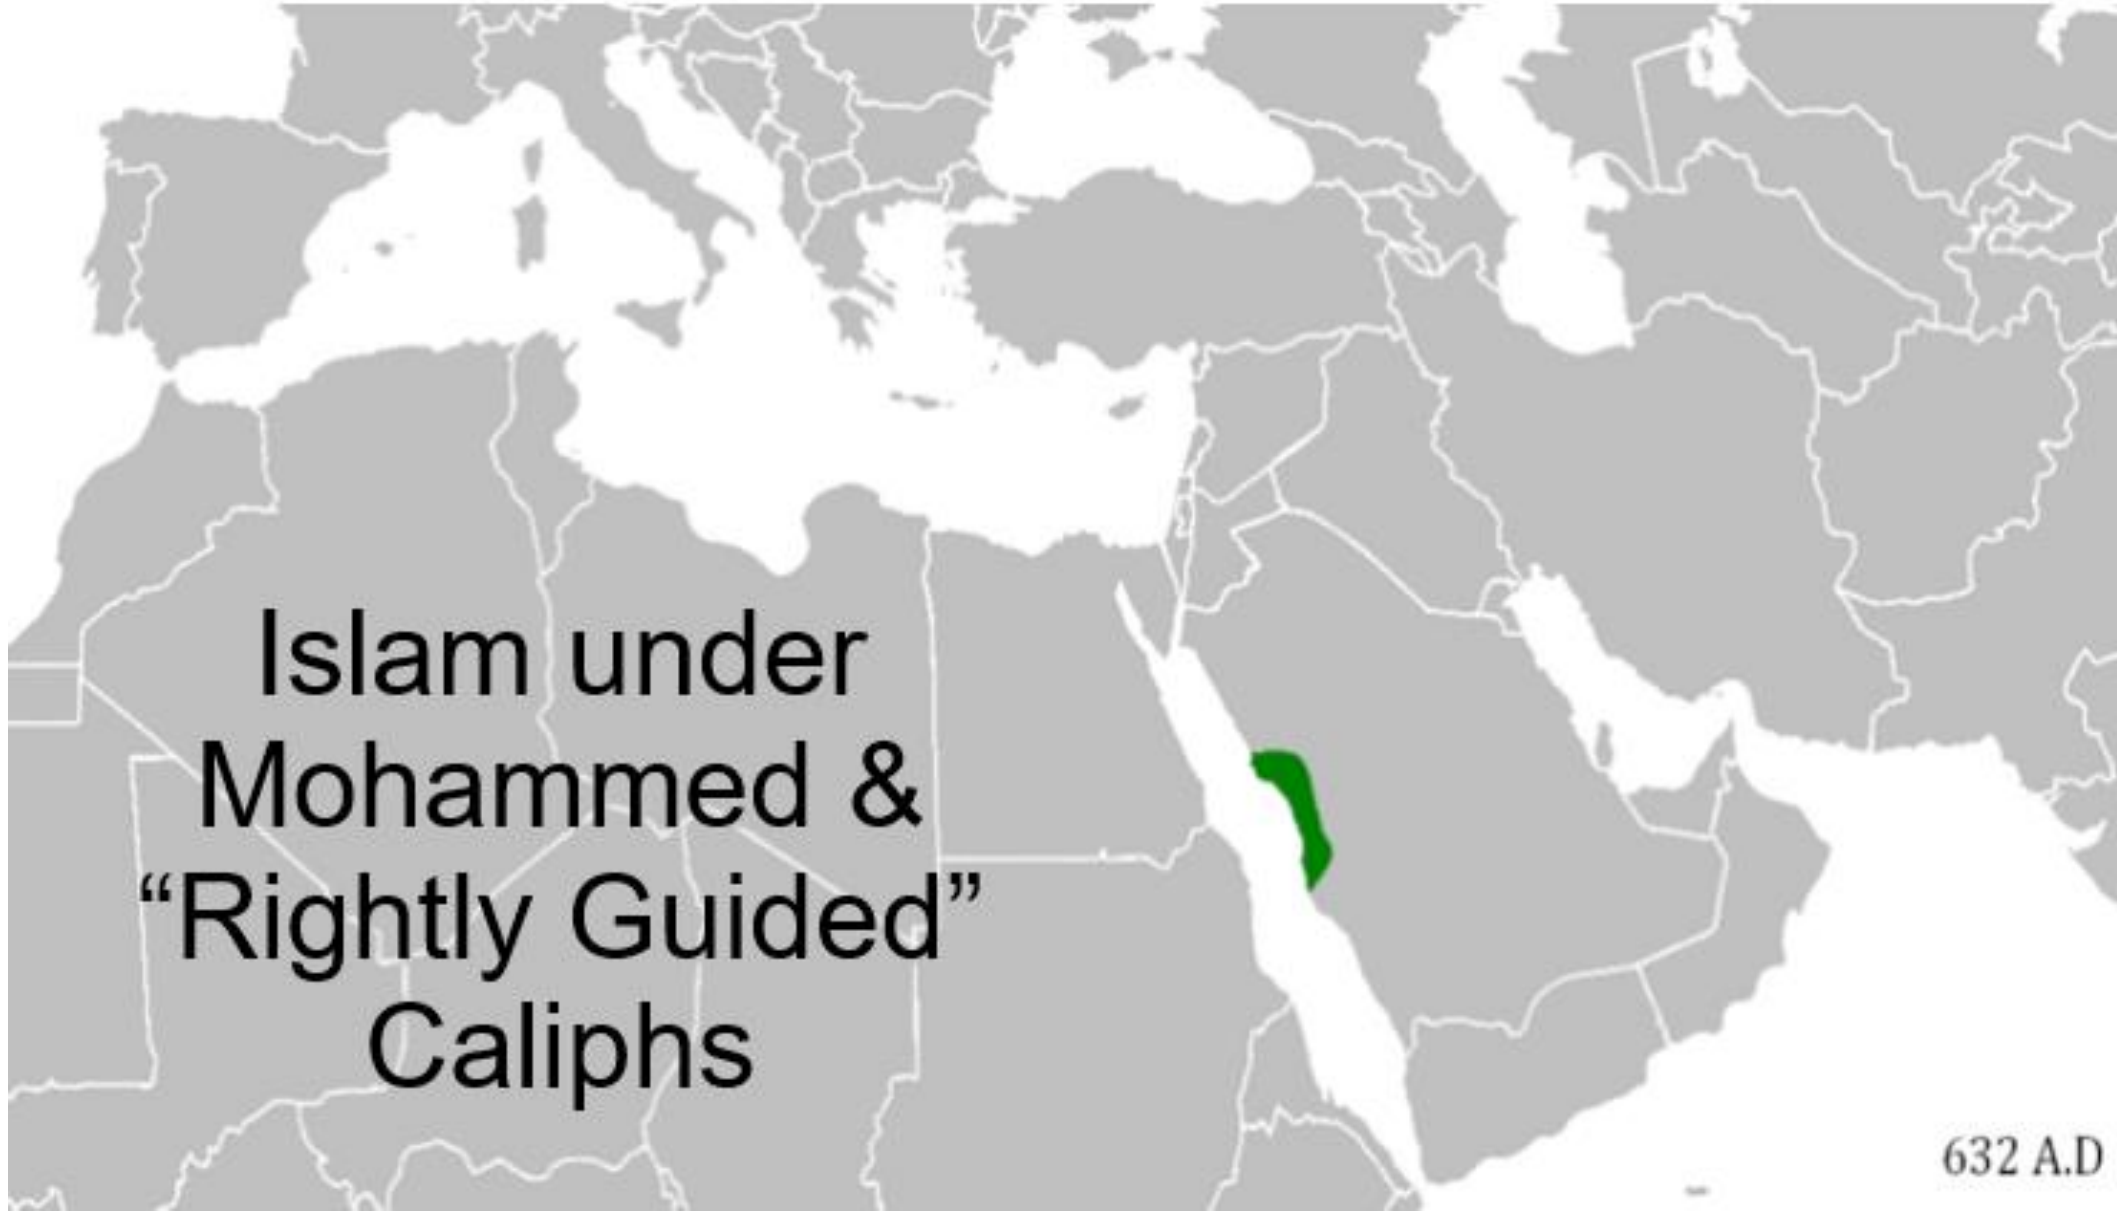 Islam under
Mohammed &
“Rightly Guided”
Caliphs
632 A.D